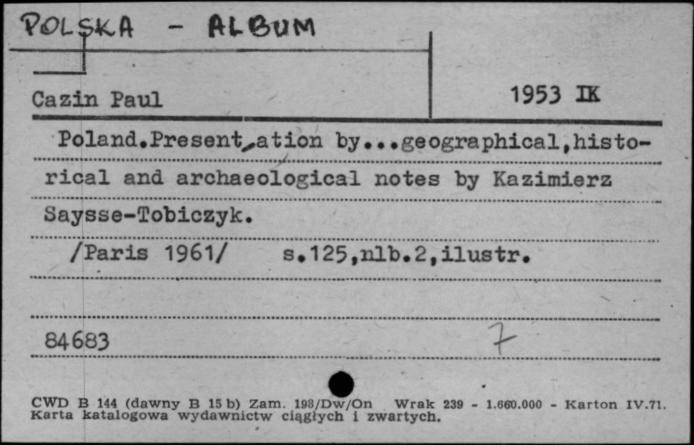 POLSKA - ALBUM
Cazin Paul
1953 IK
Poland.Present,ation by...geographical,histo-
rical and archaeological notes by Kazimierz
Saysse-Tobiczyk.
/Paris 1961/ s.125,nlb.2,ilustr.
84683
7
CWD B 144 (dawny B 15 b) Zam. 198/Dw/On Wrak 239 - 1.660.000 - Karton IV.71.
Karta katalogowa wydawnictw ciągłych i zwartych.